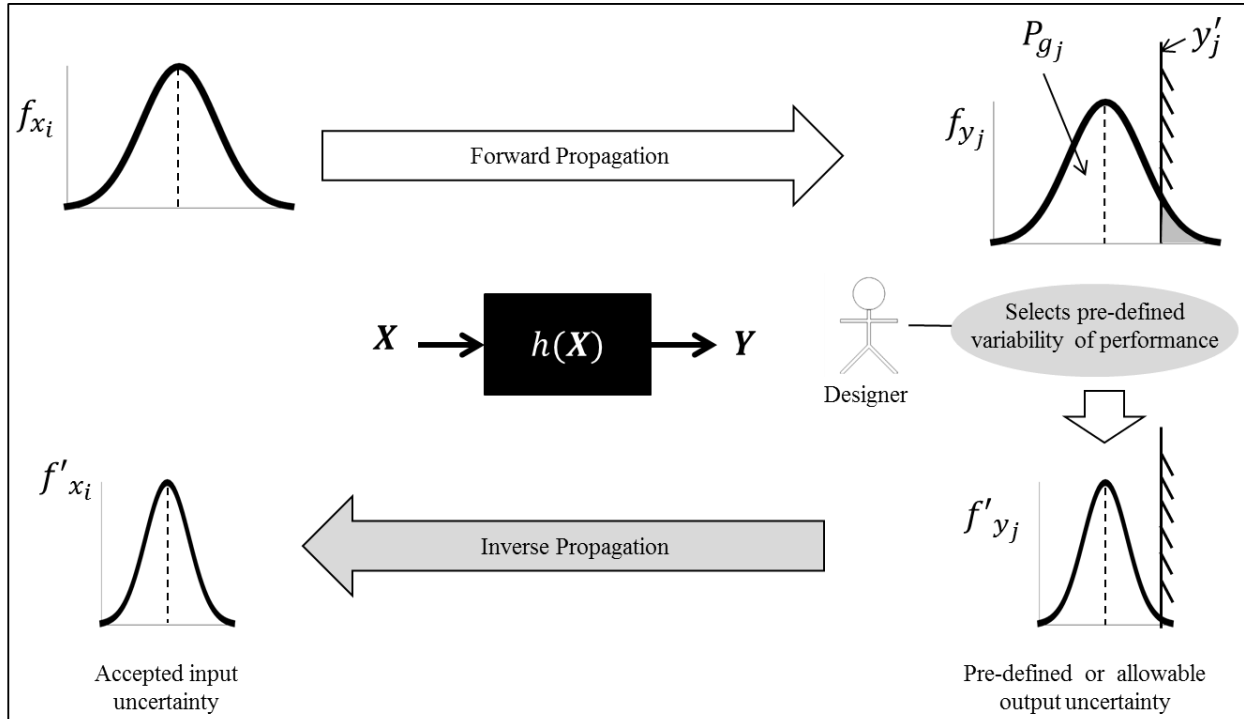 P_{g_j}
y'_j
f_{x_i}
Forward Propagation
f_{y_j}
X
h(X)
Y
Selects pre-defined
variability of performance
Designer
f'_{x_i}
f'_{y_j}
Inverse Propagation
Accepted input
uncertainty
Pre-defined or allowable
output uncertainty